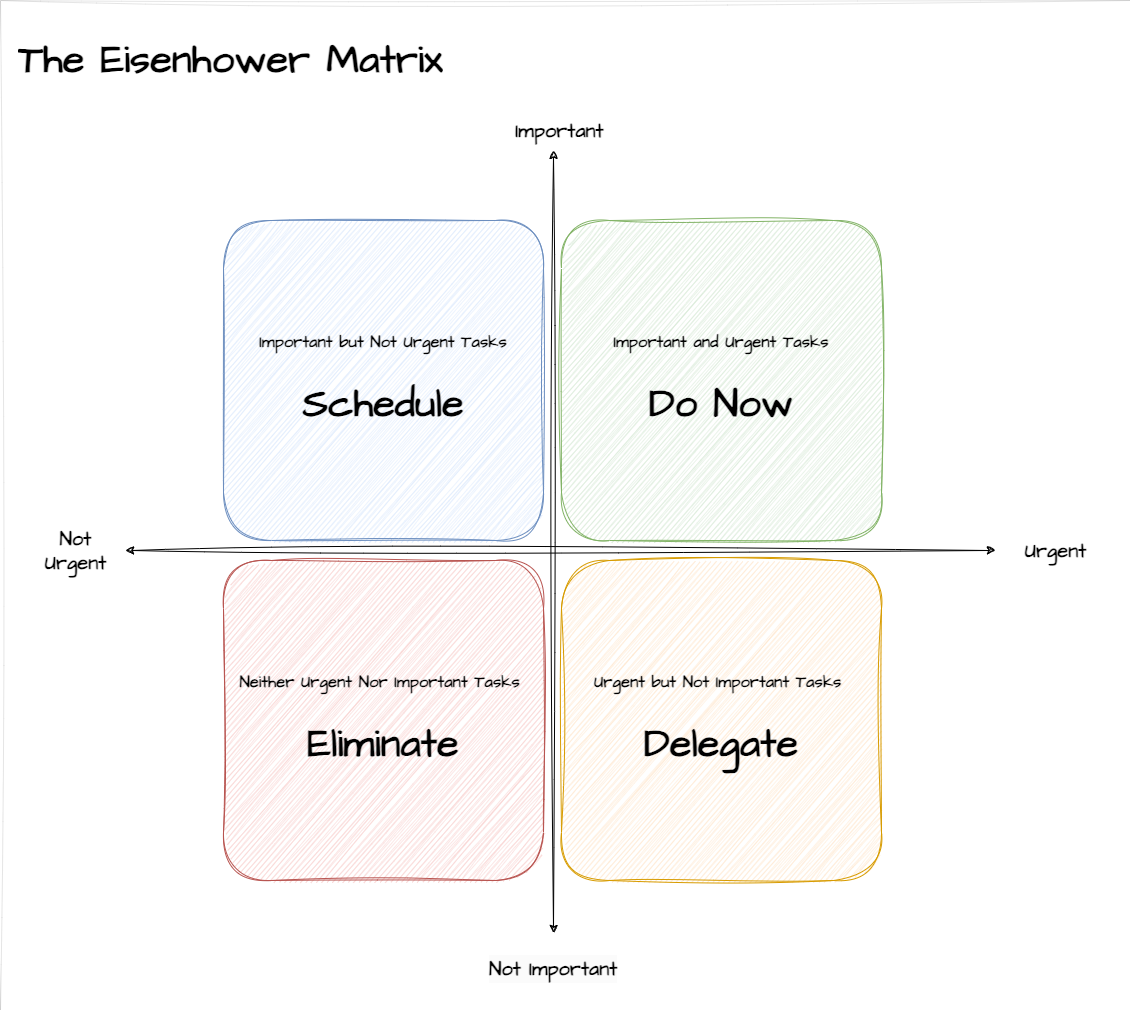 The Eisenhower Matrix
Important
Important but Not Urgent Tasks
Schedule
Important and Urgent Tasks
Do Now
Not
Urgent
Urgent
Neither Urgent Nor Important Tasks
Eliminate
Urgent but Not Important Tasks
Delegate
Not Important